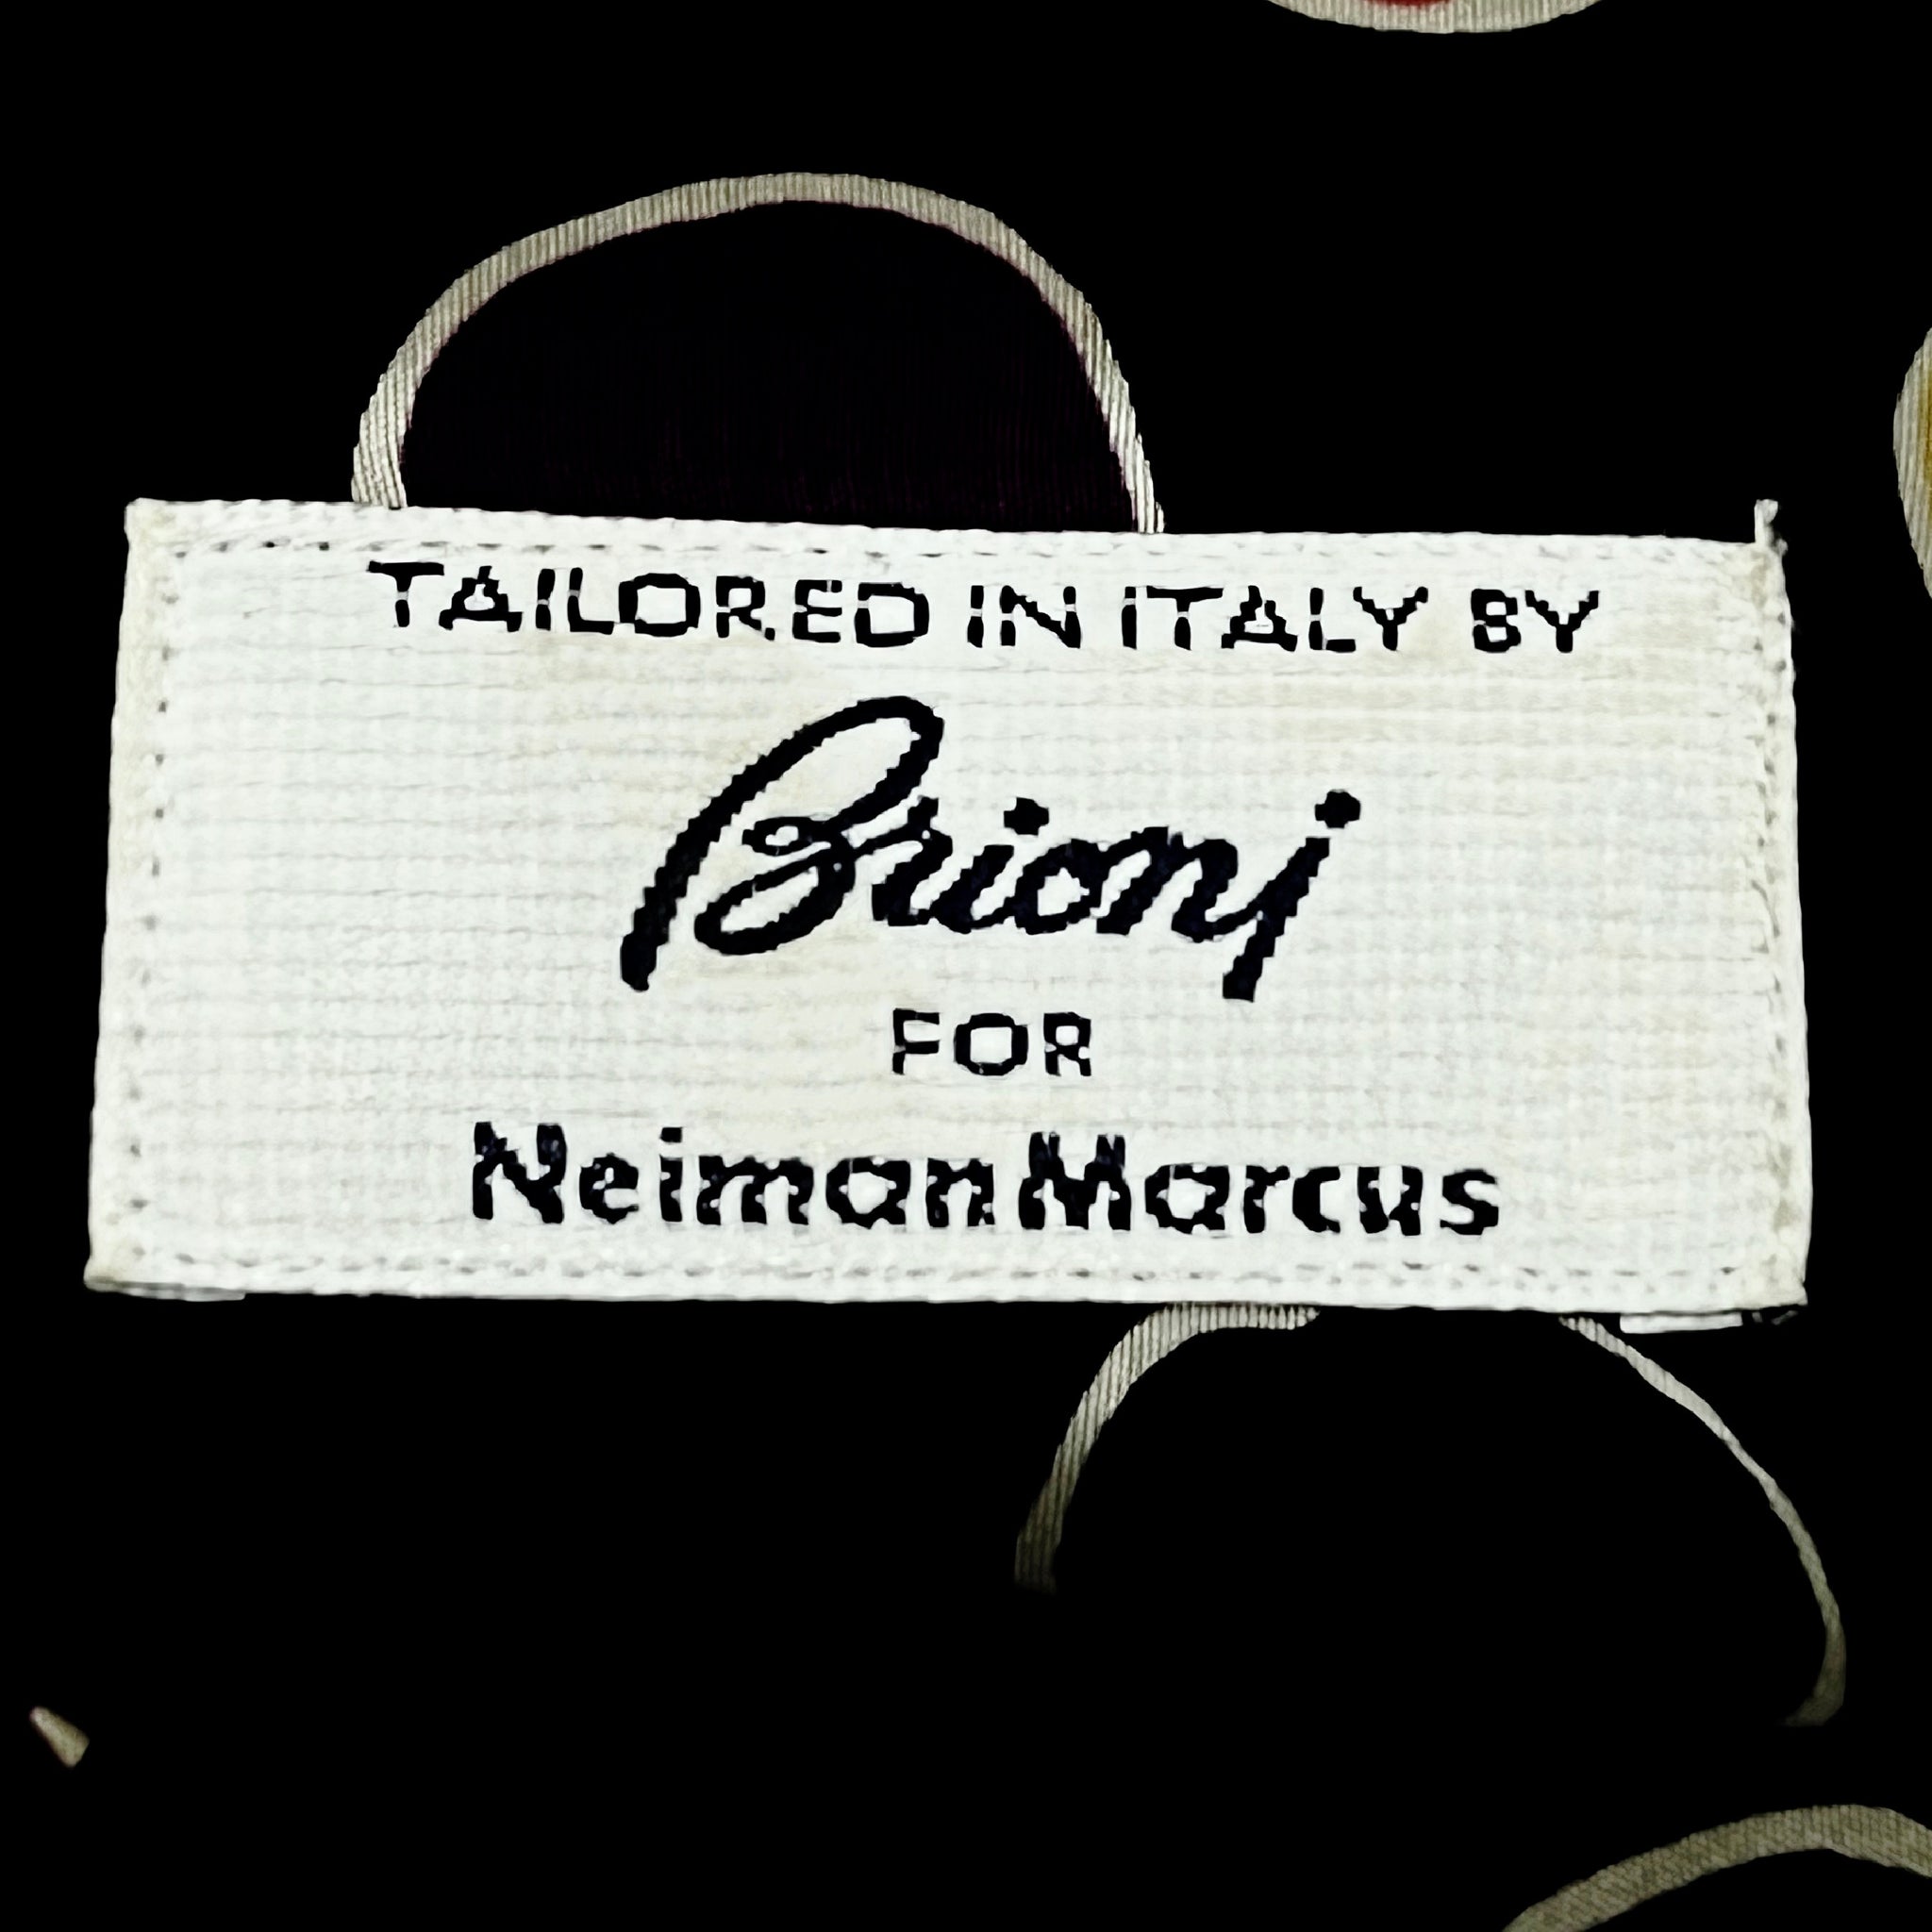 TAILORED IN ITALY BY
Brioni
FOR
Neiman Marcus